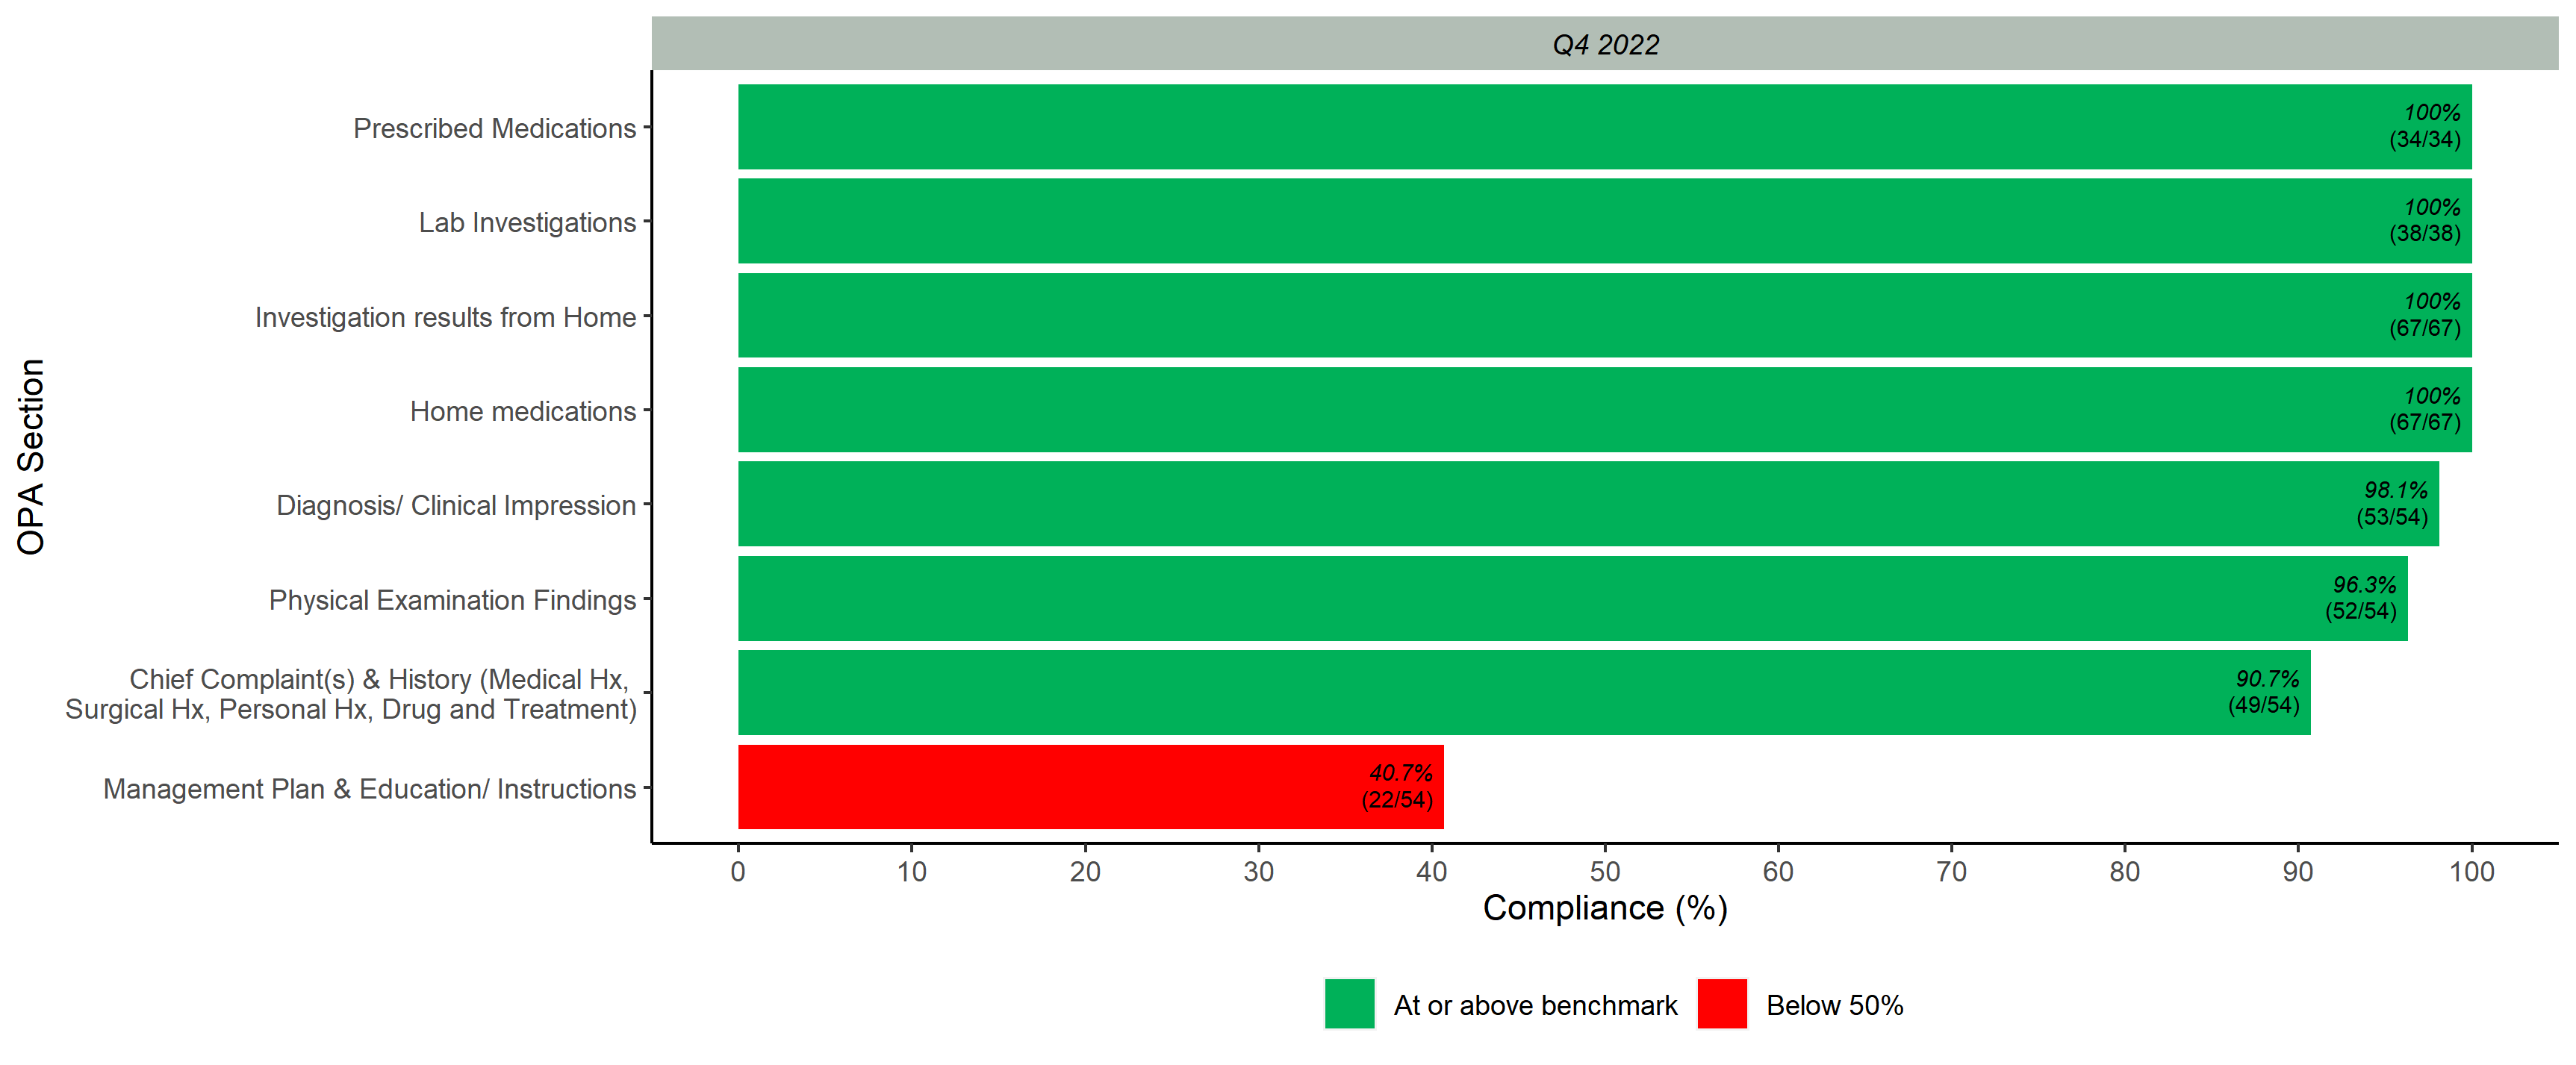 Q4 2022
OPA Section
Prescribed Medications
100%
(34/34)
Lab Investigations
100%
(38/38)
Investigation results from Home
100%
(67/67)
Home medications
100%
(67/67)
Diagnosis/ Clinical Impression
98.1%
(53/54)
Physical Examination Findings
96.3%
(52/54)
Chief Complaint(s) & History (Medical Hx,
Surgical Hx, Personal Hx, Drug and Treatment)
90.7%
(49/54)
Management Plan & Education/ Instructions
40.7%
(22/54)
0 10 20 30 40 50 60 70 80 90 100
Compliance (%)
At or above benchmark Below 50%